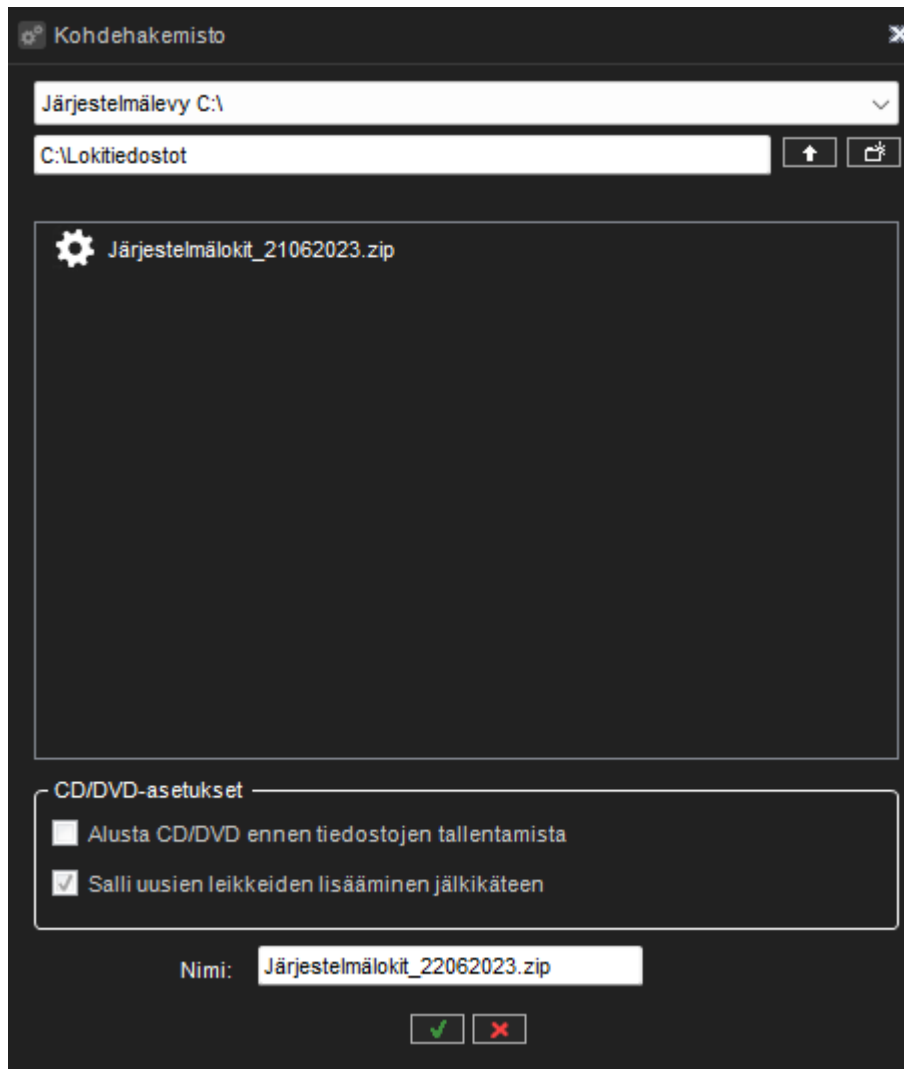 Kohdehakemisto
Järjestelmälevy C:\
C:\Lokitiedostot
Järjestelmälokit_21062023.zip
CD/DVD-asetukset
Alusta CD/DVD ennen tiedostojen tallentamista
Salli uusien leikkeiden lisääminen jälkikäteen
Nimi: Järjestelmälokit_22062023.zip